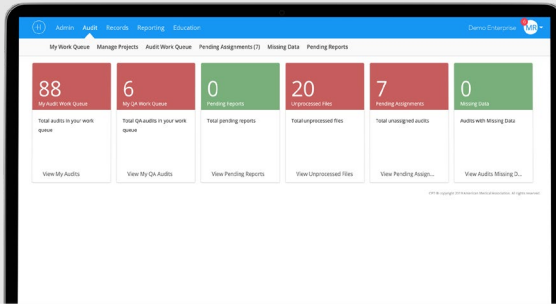 Admin Audit Records Reporting Education Demo Enterprise MR
My Work Queue Manage Projects Audit Work Queue Pending Assignments (7) Missing Data Pending Reports
88 6 0 20 7 0
My Audit Work Queue My QA Work Queue Pending Reports Unprocessed Files Pending Assignments Missing Data
Total audits in your work queue
Total QA audits in your work queue
Total pending reports
Total unprocessed files
Total unassigned audits
Audits with Missing Data
View My Audits View My QA Audits View Pending Reports View Unprocessed Files View Pending Assign... View Audits Missing D...